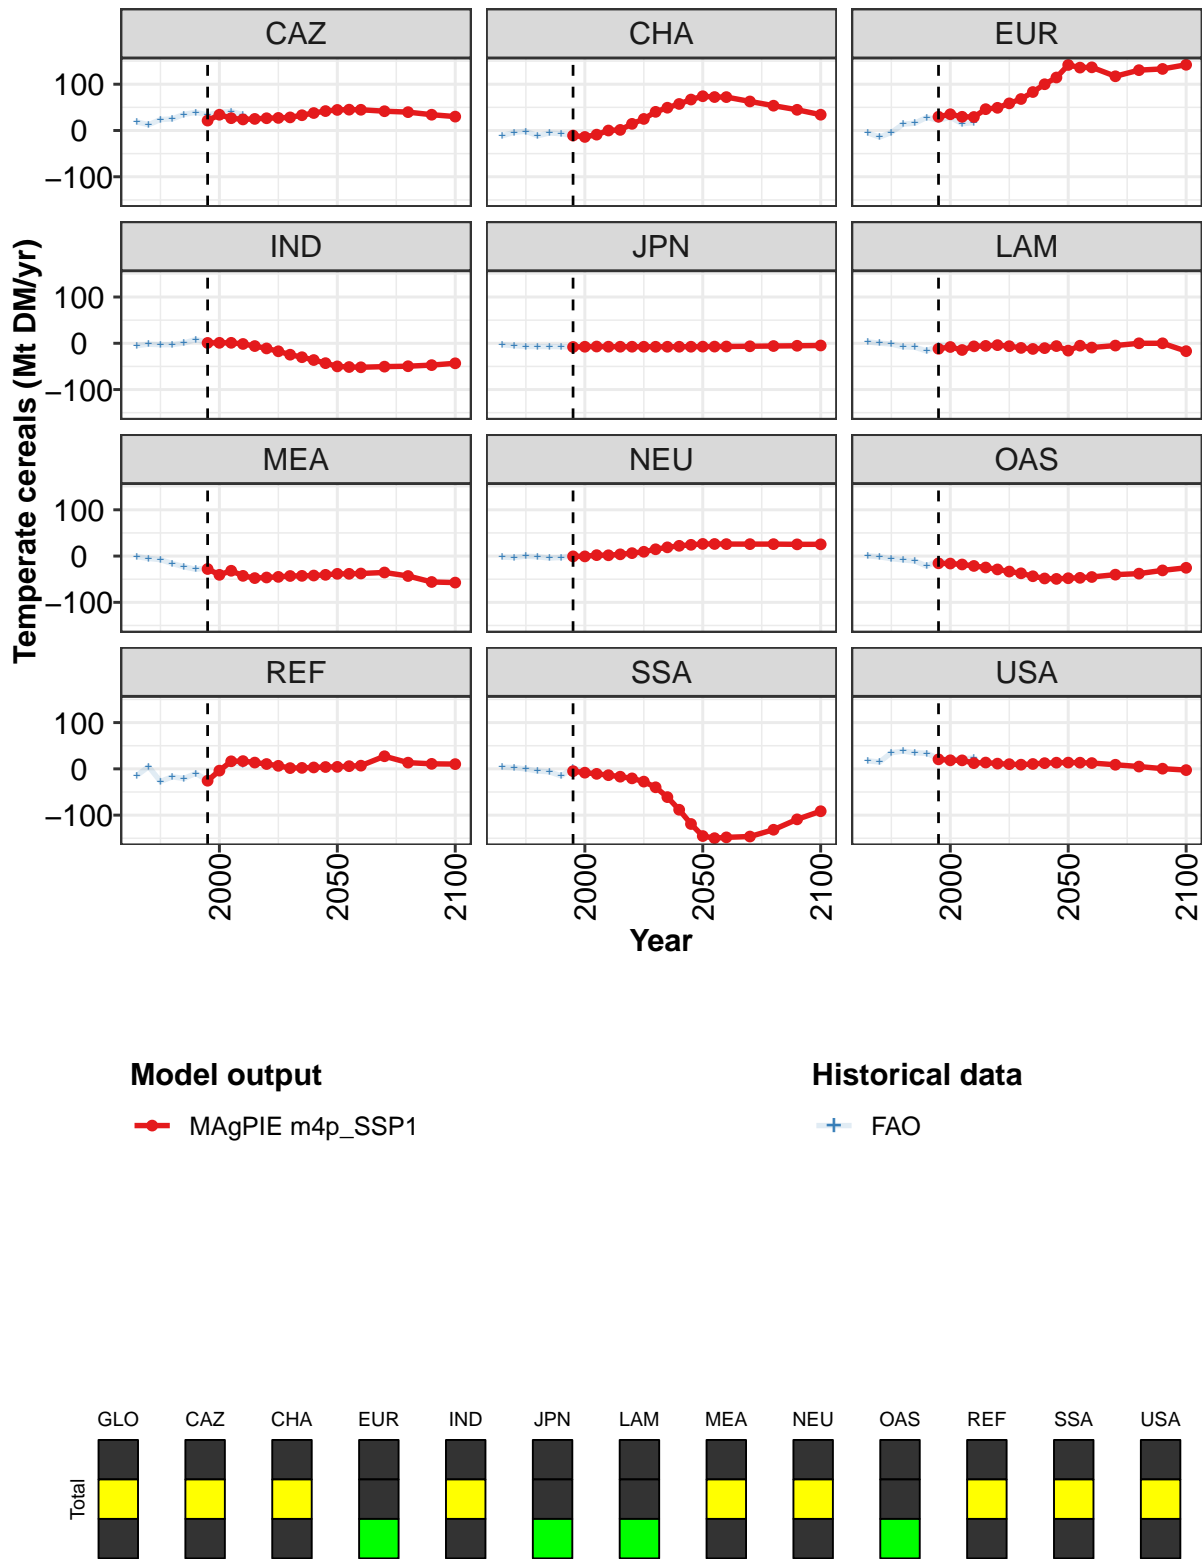 CAZ CHA EUR
100
0
−100
IND JPN LAM
100
0
−100
MEA NEU OAS
100
0
−100
REF SSA USA
100
0
−100
Temperate cereals (Mt DM/yr)
2000 2050 2100 2000 2050 2100 2000 2050 2100
Year
Model output Historical data
MAgPIE m4p_SSP1 FAO
GLO CAZ CHA EUR IND JPN LAM MEA NEU OAS REF SSA USA
Total